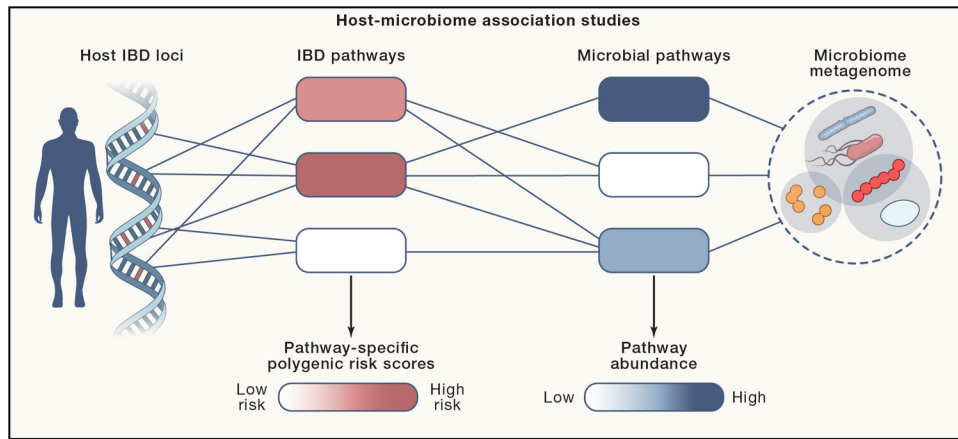 Host-microbiome association studies
Host IBD loci
IBD pathways
Microbial pathways
Microbiome
metagenome
Pathway-specific
polygenic risk scores
Low
risk
High
risk
Pathway
abundance
Low
High